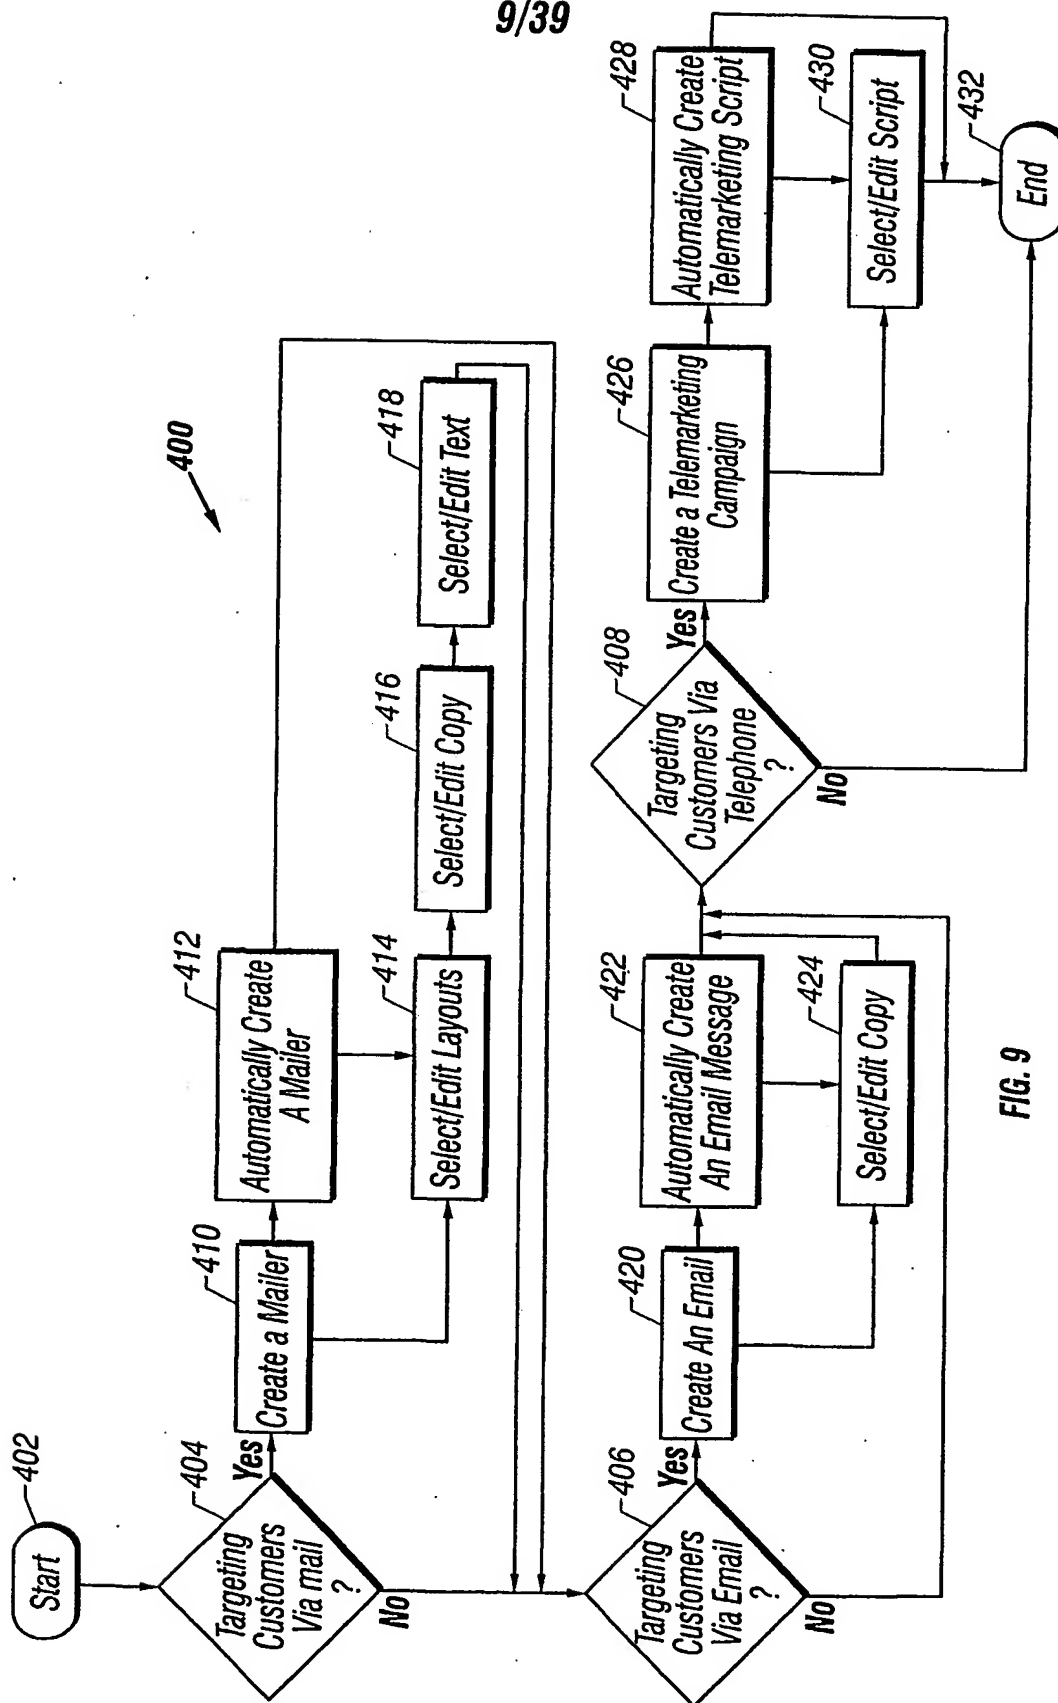 9/39
400
402
Start
404
Targeting
Customers
Via mail
?
Yes
No
410
Create a Mailer
412
Automatically Create
A Mailer
414
Select/Edit Layouts
416
Select/Edit Copy
418
Select/Edit Text
406
Targeting
Customers
Via Email
?
Yes
No
420
Create An Email
422
Automatically Create
An Email Message
424
Select/Edit Copy
408
Targeting
Customers Via
Telephone
?
Yes
No
426
Create a Telemarketing
Campaign
428
Automatically Create
Telemarketing Script
430
Select/Edit Script
432
End
FIG. 9